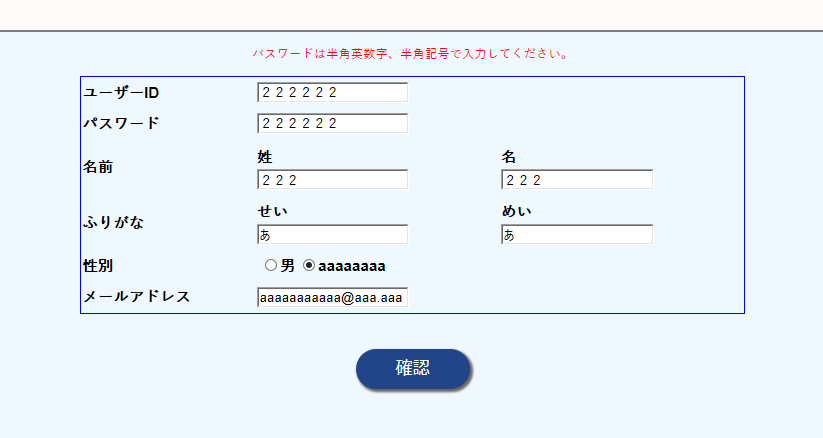 パスワードは半角英数字、半角記号で入力してください。
ユーザーID ２２２２２２
パスワード ２２２２２２
姓 名
名前
２２２ ２２２
せい めい
ふりがな
あ あ
性別 男 aaaaaaaa
メールアドレス aaaaaaaaaaa@aaa.aaa
確認